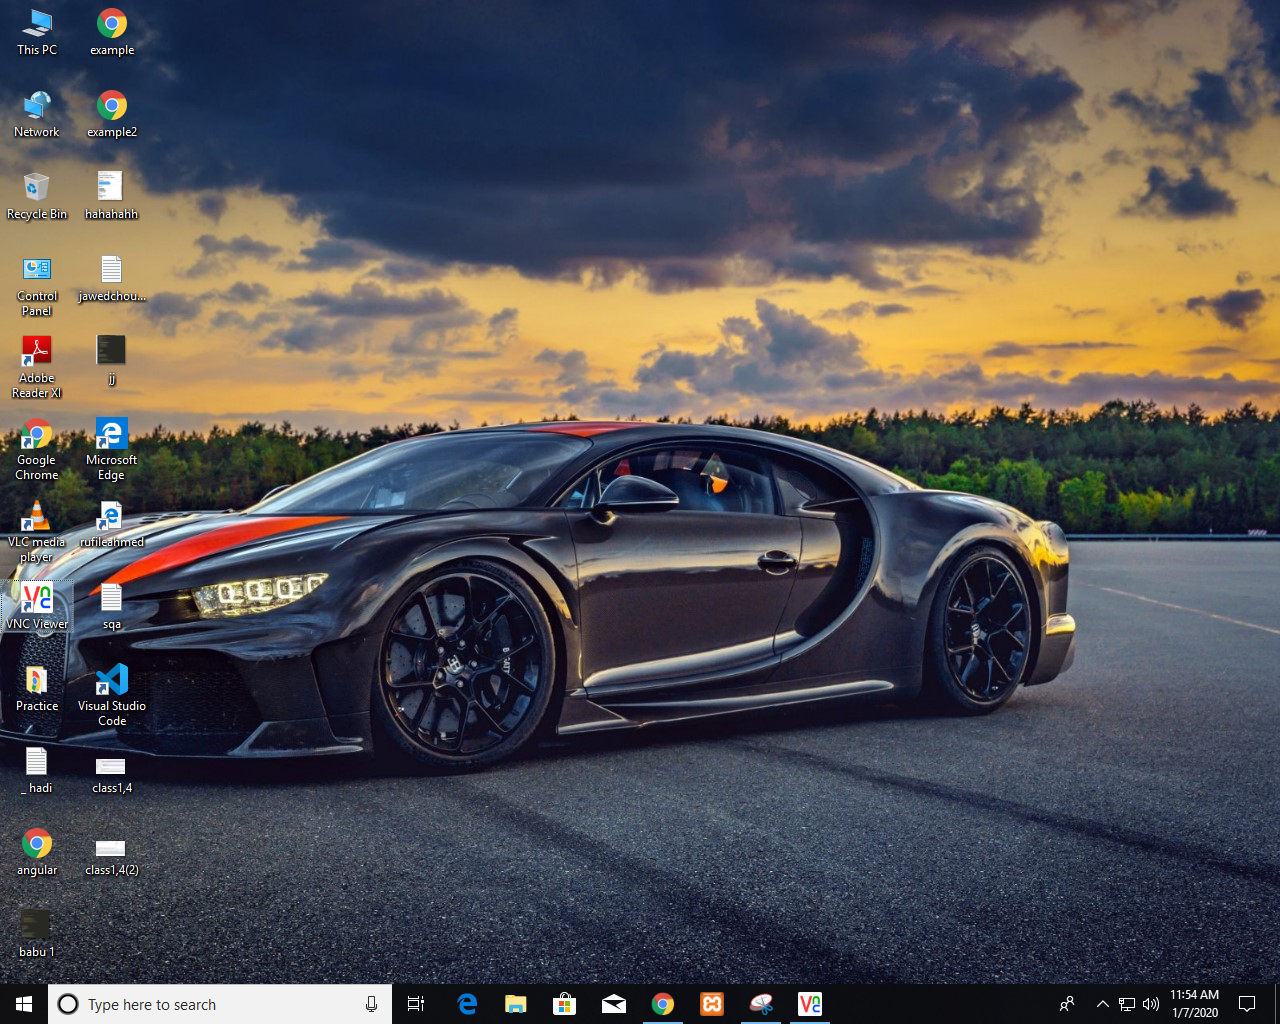 This PC
example
Network
example2
Recycle Bin
hahahahh
Control
Panel
jawedchou...
Adobe
Reader XI
jj
Google
Chrome
Microsoft
Edge
VLC media
player
rufileahmed
VNC Viewer
sqa
Practice
Visual Studio
Code
_ hadi
class1,4
angular
class1,4(2)
babu 1
Type here to search
11:54 AM
1/7/2020